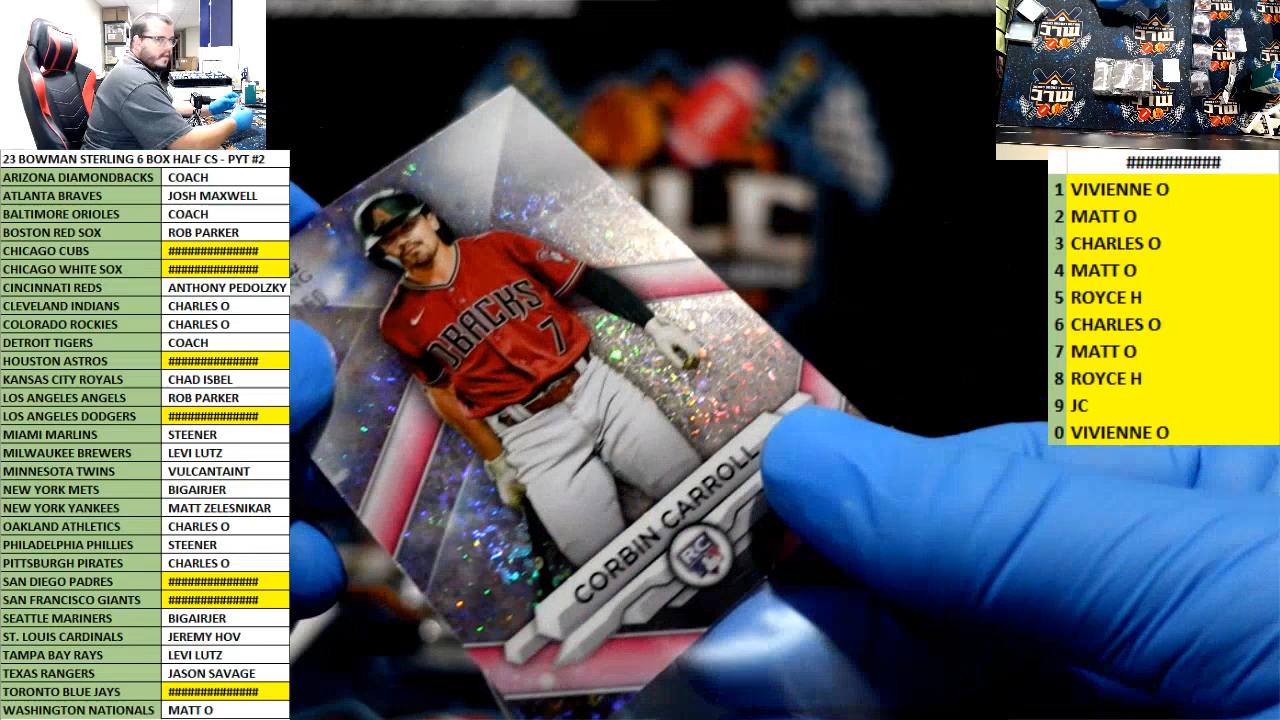 23 BOWMAN STERLING 6 BOX HALF CS - PYT #2
ARIZONA DIAMONDBACKS COACH
ATLANTA BRAVES JOSH MAXWELL
BALTIMORE ORIOLES COACH
BOSTON RED SOX ROB PARKER
CHICAGO CUBS ##############
CHICAGO WHITE SOX ##############
CINCINNATI REDS ANTHONY PEDOLZKY
CLEVELAND INDIANS CHARLES O
COLORADO ROCKIES CHARLES O
DETROIT TIGERS COACH
HOUSTON ASTROS ##############
KANSAS CITY ROYALS CHAD ISBEL
LOS ANGELES ANGELS ROB PARKER
LOS ANGELES DODGERS ##############
MIAMI MARLINS STEENER
MILWAUKEE BREWERS LEVI LUTZ
MINNESOTA TWINS VULCANTAINT
NEW YORK METS BIGAIRJER
NEW YORK YANKEES MATT ZELESNIKAR
OAKLAND ATHLETICS CHARLES O
PHILADELPHIA PHILLIES STEENER
PITTSBURGH PIRATES CHARLES O
SAN DIEGO PADRES ##############
SAN FRANCISCO GIANTS ##############
SEATTLE MARINERS BIGAIRJER
ST. LOUIS CARDINALS JEREMY HOV
TAMPA BAY RAYS LEVI LUTZ
TEXAS RANGERS JASON SAVAGE
TORONTO BLUE JAYS ##############
WASHINGTON NATIONALS MATT O
DBACKS
7
CORBIN CARROLL
RC
##########
1 VIVIENNE O
2 MATT O
3 CHARLES O
4 MATT O
5 ROYCE H
6 CHARLES O
7 MATT O
8 ROYCE H
9 JC
0 VIVIENNE O